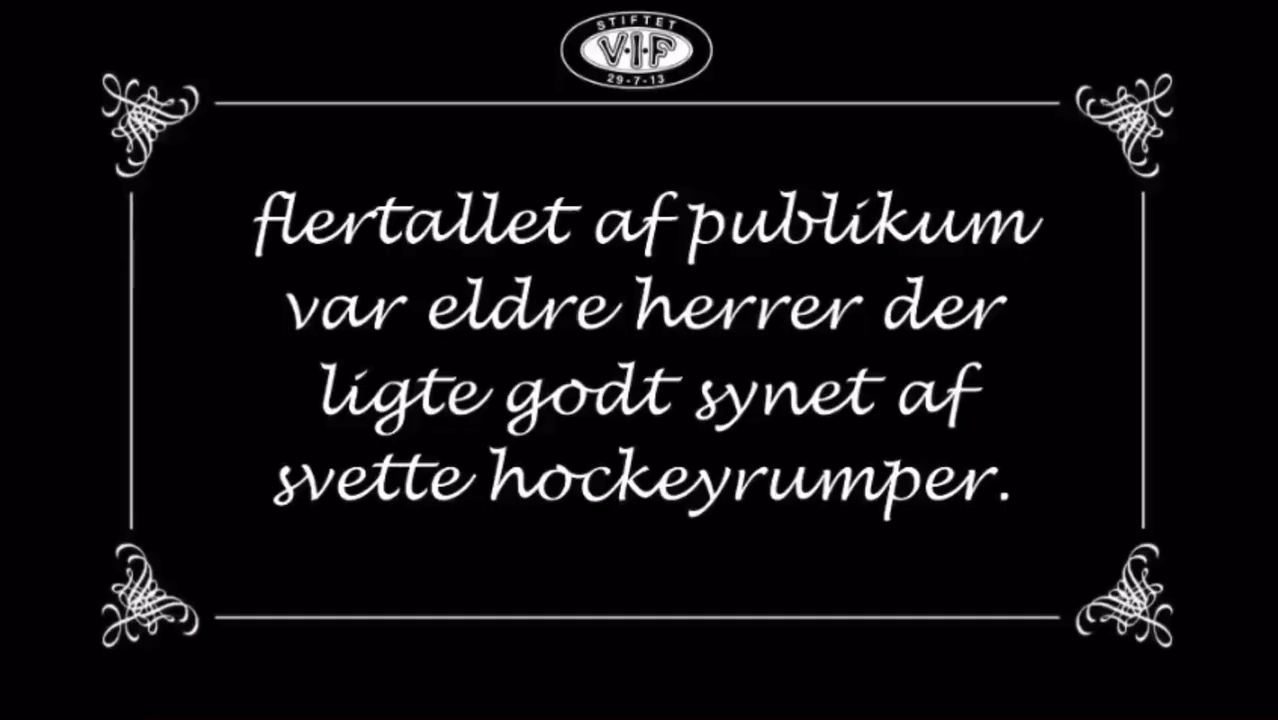 STIFTET
V·I·F
29-7-13
flertallet af publikum
var eldre herrer der
ligte godt synet af
svette hockeyrumper.